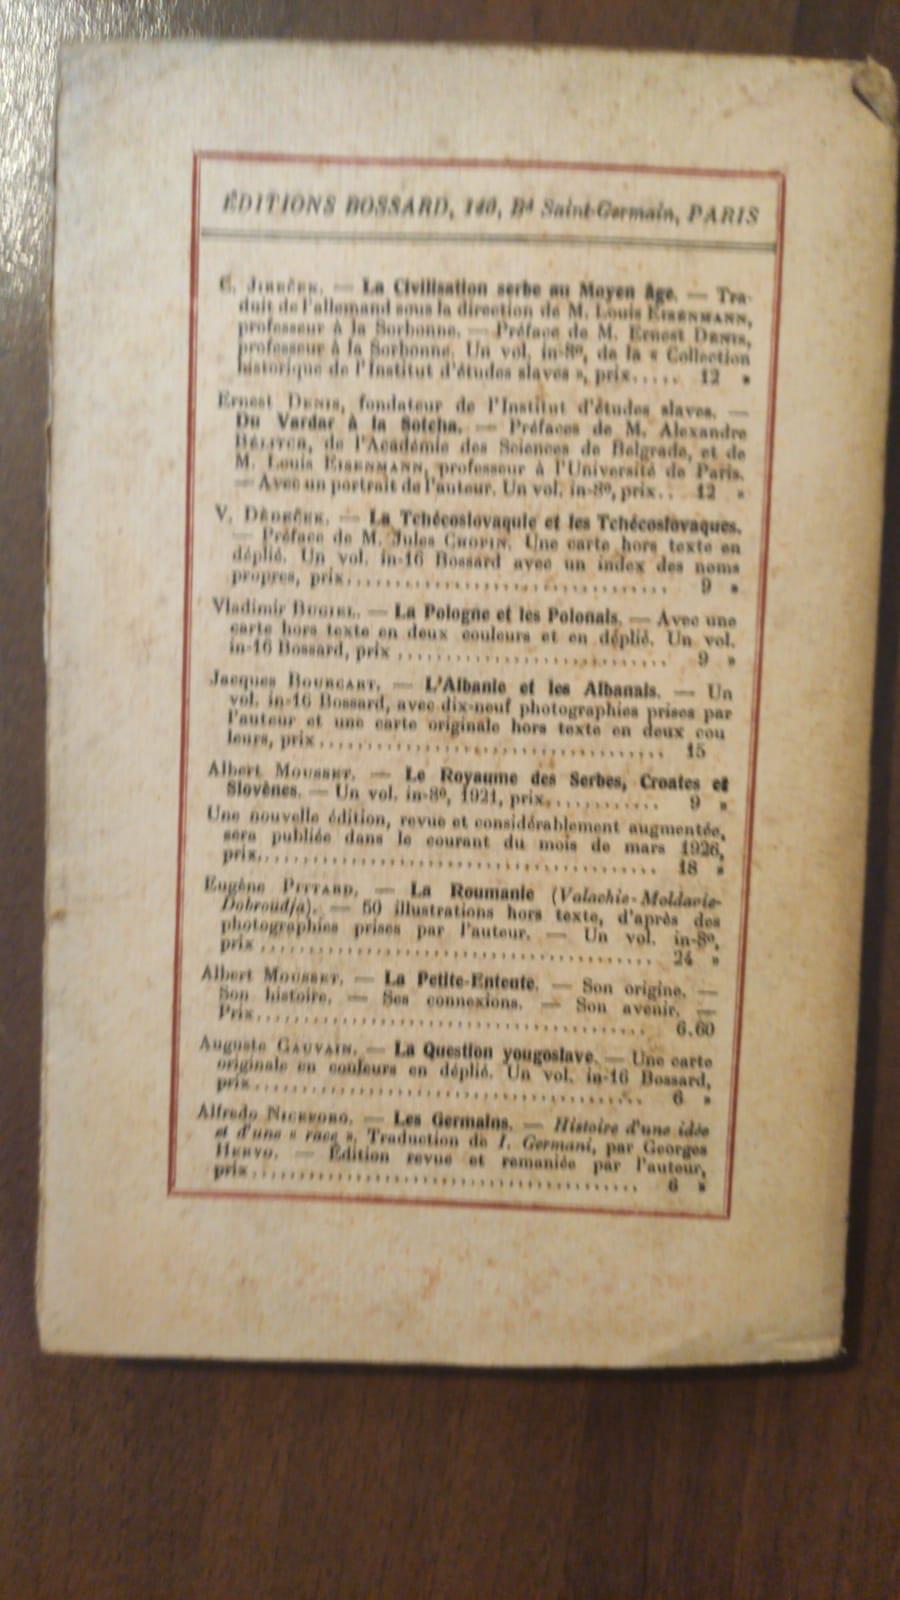 ÉDITIONS BOSSARD, 140, Bd Saint-Germain, PARIS
C. JIREČEK. — La Civilisation serbe au Moyen âge. — Tra-
duit de l'allemand sous la direction de M. Louis EISENMANN,
professeur à la Sorbonne. — Préface de M. Ernest DENIS,
professeur à la Sorbonne. Un vol. in-8º, de la « Collection
historique de l'Institut d'études slaves », prix..... 12 »
Ernest DENIS, fondateur de l'Institut d'études slaves. —
Du Vardar à la Sotcha. — Préfaces de M. Alexandre
BÉLITCH, de l'Académie des Sciences de Belgrade, et de
M. Louis EISENMANN, professeur à l'Université de Paris.
— Avec un portrait de l'auteur. Un vol. in-8º, prix.. 12 »
V. DĚDEČEK. — La Tchécoslovaquie et les Tchécoslovaques.
— Préface de M. Jules CHOPIN. Une carte hors texte en
déplié. Un vol. in-16 Bossard avec un index des noms
propres, prix.............................. 9 »
Vladimir BUGIEL. — La Pologne et les Polonais. — Avec une
carte hors texte en deux couleurs et en déplié. Un vol.
in-16 Bossard, prix ......................... 9 »
Jacques BOURCART. — L'Albanie et les Albanais. — Un
vol. in-16 Bossard, avec dix-neuf photographies prises par
l'auteur et une carte originale hors texte en deux cou
leurs, prix ................................ 15
Albert MOUSSET. — Le Royaume des Serbes, Croates et
Slovènes. — Un vol. in-8º, 1921, prix............ 9 »
Une nouvelle édition, revue et considérablement augmentée,
sera publiée dans le courant du mois de mars 1926,
prix..................................... 18 »
Eugène PITTARD. — La Roumanie (Valachie-Moldavie-
Dobroudja). — 50 illustrations hors texte, d'après des
photographies prises par l'auteur. — Un vol. in-8º,
prix ..................................... 24 »
Albert MOUSSET. — La Petite-Entente. — Son origine. —
Son histoire. — Ses connexions. — Son avenir. —
Prix..................................... 6.60
Auguste GAUVAIN. — La Question yougoslave. — Une carte
originale en couleurs en déplié. Un vol. in-16 Bossard,
prix..................................... 6 »
Alfredo NICEFORO. — Les Germains. — Histoire d'une idée
et d'une « race ». Traduction de I. Germani, par Georges
HERVO. — Édition revue et remaniée par l'auteur,
prix..................................... 6 »